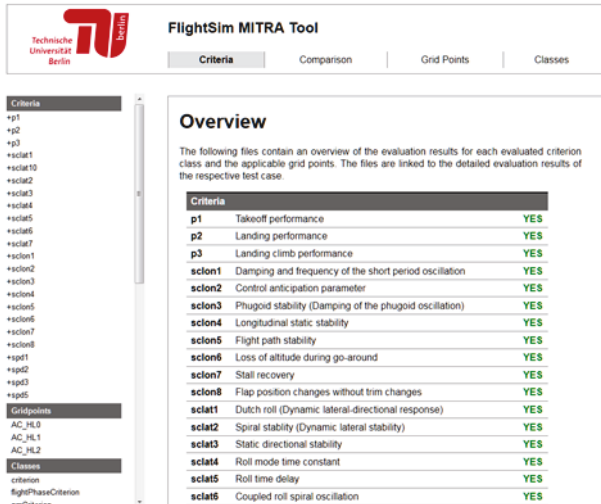 Technische
Universität
Berlin
berlin
FlightSim MITRA Tool
Criteria
Comparison
Grid Points
Classes
Criteria
+p1
+p2
+p3
+sclat1
+sclat10
+sclat2
+sclat3
+sclat4
+sclat5
+sclat6
+sclat7
+sclon1
+sclon2
+sclon3
+sclon4
+sclon5
+sclon6
+sclon7
+sclon8
+spd1
+spd2
+spd3
+spd5
Gridpoints
AC_HL0
AC_HL1
AC_HL2
Classes
criterion
flightPhaseCriterion
Overview
The following files contain an overview of the evaluation results for each evaluated criterion
class and the applicable grid points. The files are linked to the detailed evaluation results of
the respective test case.
Criteria
p1 Takeoff performance YES
p2 Landing performance YES
p3 Landing climb performance YES
sclon1 Damping and frequency of the short period oscillation YES
sclon2 Control anticipation parameter YES
sclon3 Phugoid stability (Damping of the phugoid oscillation) YES
sclon4 Longitudinal static stability YES
sclon5 Flight path stability YES
sclon6 Loss of altitude during go-around YES
sclon7 Stall recovery YES
sclon8 Flap position changes without trim changes YES
sclat1 Dutch roll (Dynamic lateral-directional response) YES
sclat2 Spiral stablity (Dynamic lateral stability) YES
sclat3 Static directional stability YES
sclat4 Roll mode time constant YES
sclat5 Roll time delay YES
sclat6 Coupled roll spiral oscillation YES